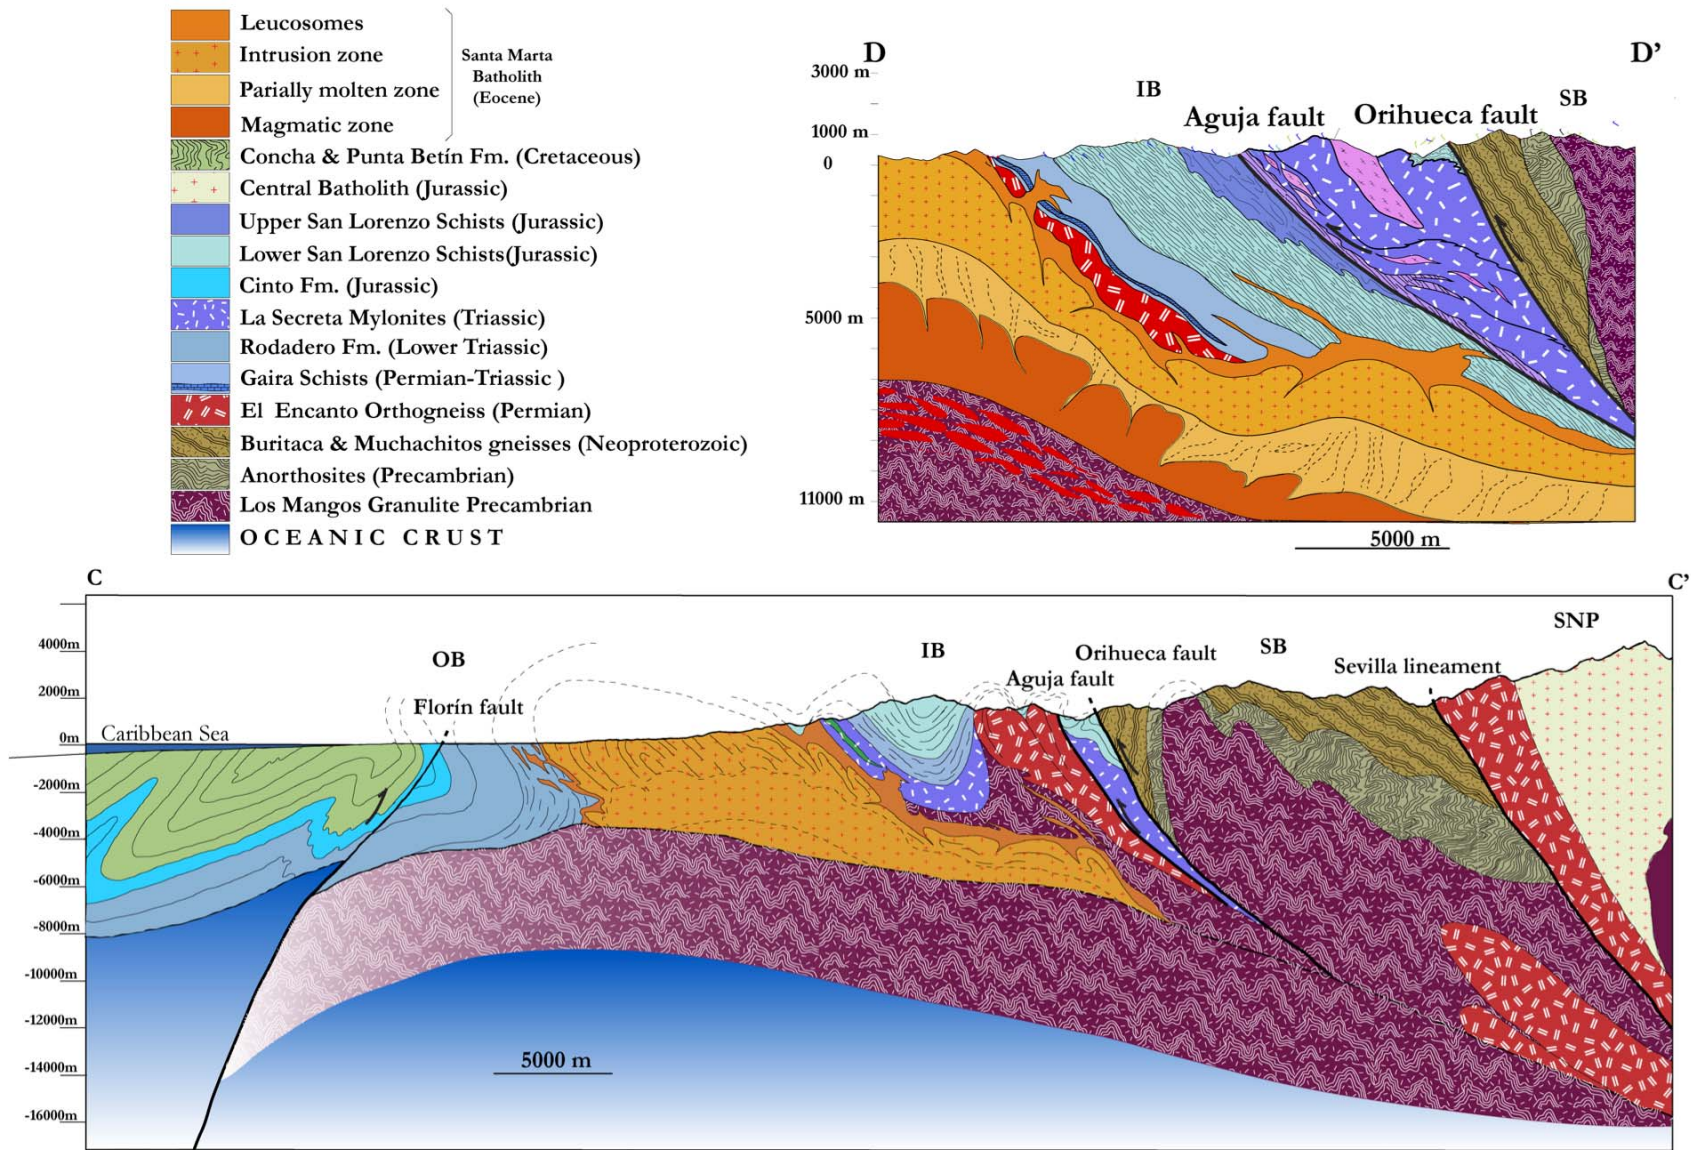 Leucosomes
Intrusion zone
Parially molten zone
Magmatic zone
Santa Marta
Batholith
(Eocene)
Concha & Punta Betín Fm. (Cretaceous)
Central Batholith (Jurassic)
Upper San Lorenzo Schists (Jurassic)
Lower San Lorenzo Schists(Jurassic)
Cinto Fm. (Jurassic)
La Secreta Mylonites (Triassic)
Rodadero Fm. (Lower Triassic)
Gaira Schists (Permian-Triassic )
El Encanto Orthogneiss (Permian)
Buritaca & Muchachitos gneisses (Neoproterozoic)
Anorthosites (Precambrian)
Los Mangos Granulite Precambrian
OCEANIC CRUST
D
D'
3000 m
IB
SB
Aguja fault
Orihueca fault
1000 m
0
5000 m
11000 m
5000 m
C
C'
SNP
4000m
OB
IB
Orihueca fault
SB
Sevilla lineament
Aguja fault
2000m
Florín fault
Caribbean Sea
0m
-2000m
-4000m
-6000m
-8000m
-10000m
-12000m
5000 m
-14000m
-16000m